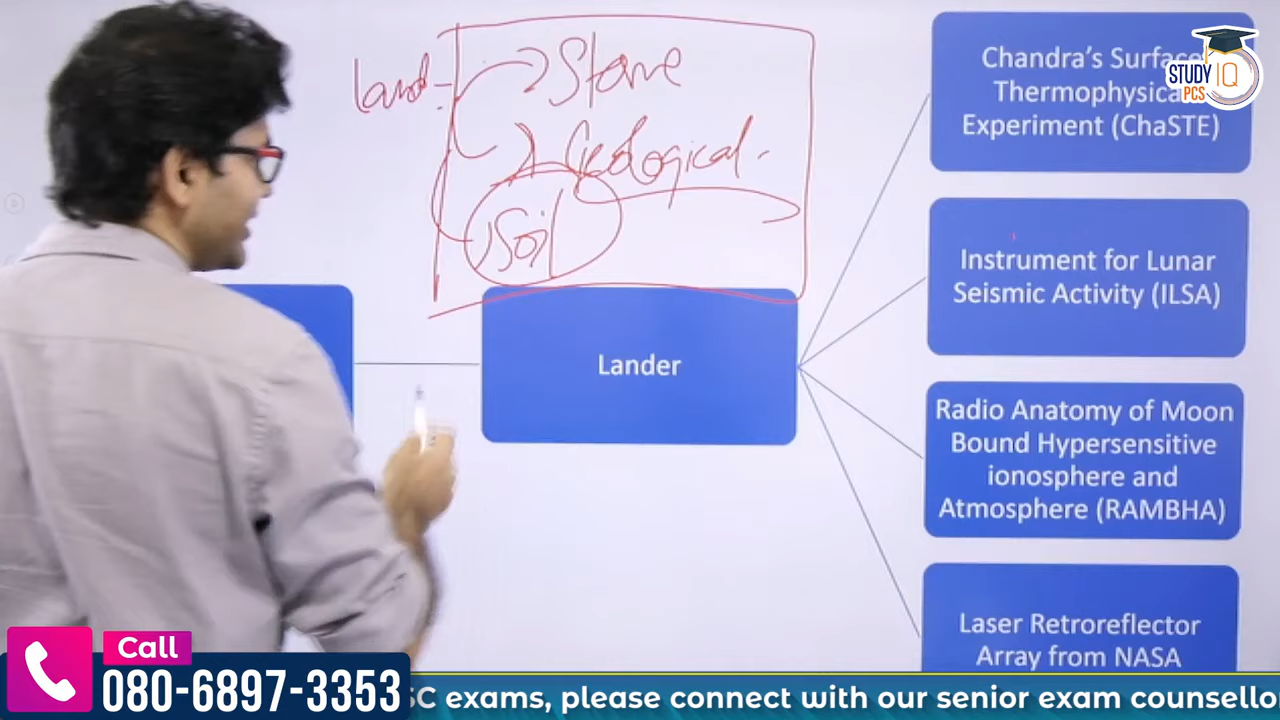 land
Stone
Geological
Soil
Lander
Chandra's Surface
Thermophysical
Experiment (ChaSTE)
Instrument for Lunar
Seismic Activity (ILSA)
Radio Anatomy of Moon
Bound Hypersensitive
ionosphere and
Atmosphere (RAMBHA)
Laser Retroreflector
Array from NASA
STUDY IQ
PCS
Call
080-6897-3353
SC exams, please connect with our senior exam counsello